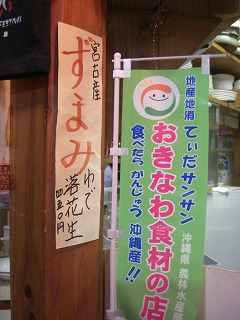 FESTIVAL
宮古産
ずまみ
ゆで
落花生
四五〇円
地産地消
てぃだサンサン
おきなわ食材の店
食べたら、がんじゅう 沖縄産!!
沖縄県 農林水産部